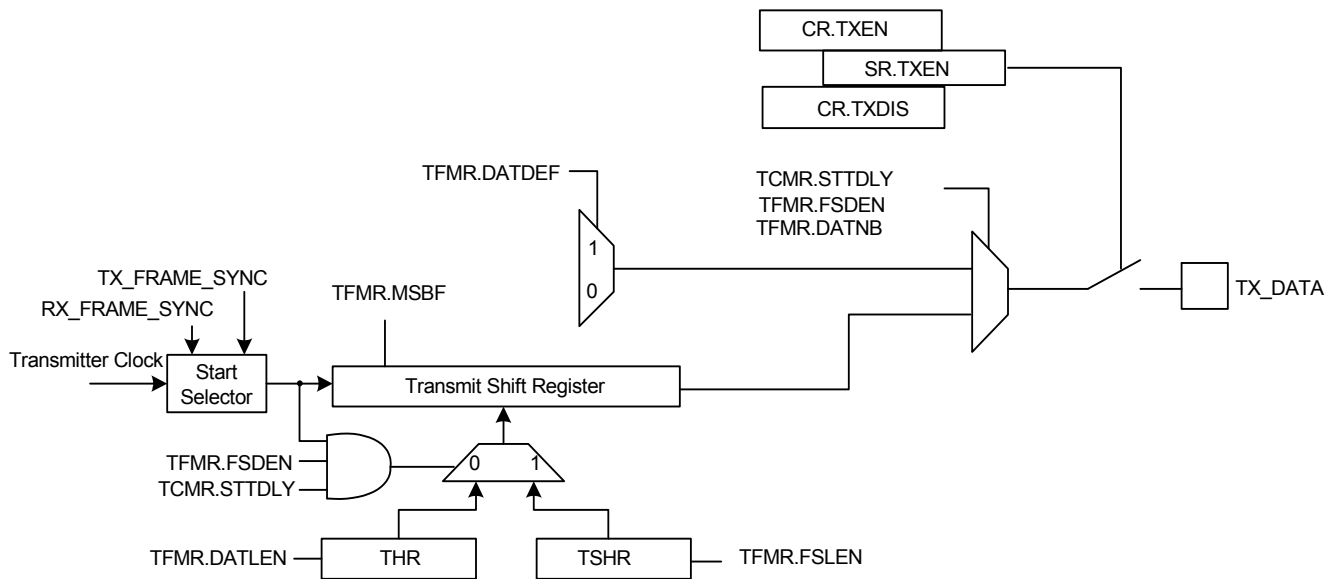 CR.TXEN
SR.TXEN
CR.TXDIS
TFMR.DATDEF
TCMR.STTDLY
TFMR.FSDEN
TFMR.DATNB
1
0
TX_FRAME_SYNC
RX_FRAME_SYNC
TFMR.MSBF
TX_DATA
Transmitter Clock
Start
Selector
Transmit Shift Register
TFMR.FSDEN
TCMR.STTDLY
0 1
TFMR.DATLEN
THR
TSHR
TFMR.FSLEN